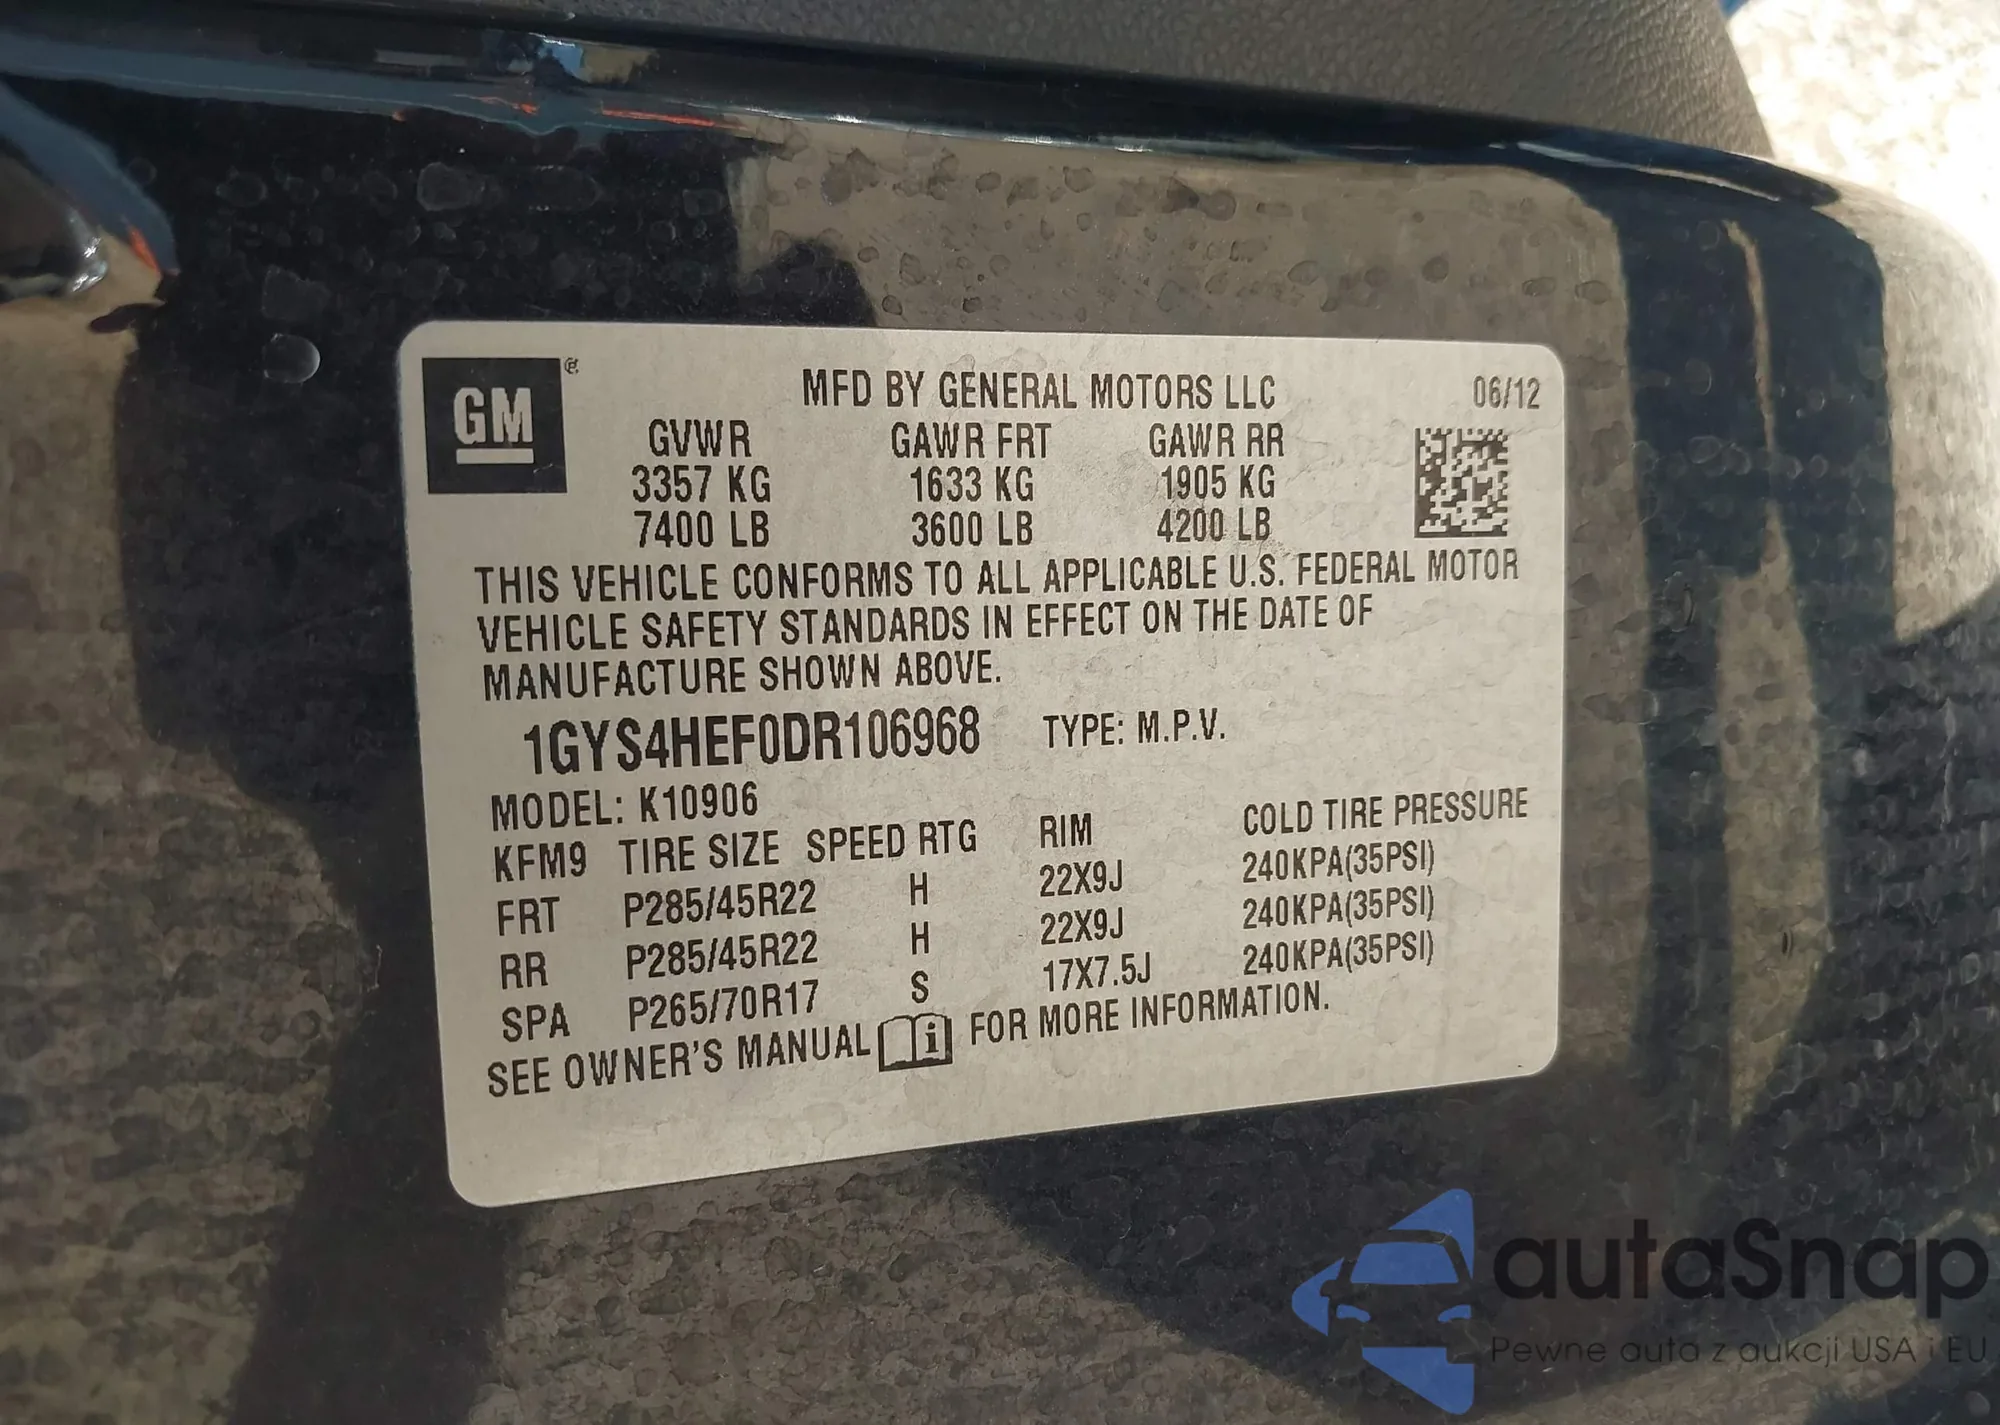 GM
MFD BY GENERAL MOTORS LLC 06/12
GVWR GAWR FRT GAWR RR
3357 KG 1633 KG 1905 KG
7400 LB 3600 LB 4200 LB
THIS VEHICLE CONFORMS TO ALL APPLICABLE U.S. FEDERAL MOTOR
VEHICLE SAFETY STANDARDS IN EFFECT ON THE DATE OF
MANUFACTURE SHOWN ABOVE.
1GYS4HEF0DR106968 TYPE: M.P.V.
MODEL: K10906
KFM9 TIRE SIZE SPEED RTG RIM COLD TIRE PRESSURE
FRT P285/45R22 H 22X9J 240KPA(35PSI)
RR P285/45R22 H 22X9J 240KPA(35PSI)
SPA P265/70R17 S 17X7.5J 240KPA(35PSI)
SEE OWNER'S MANUAL FOR MORE INFORMATION.
autaSnap
Pewne auta z aukcji USA i EU